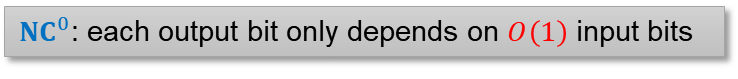 NC⁰: each output bit only depends on O(1) input bits